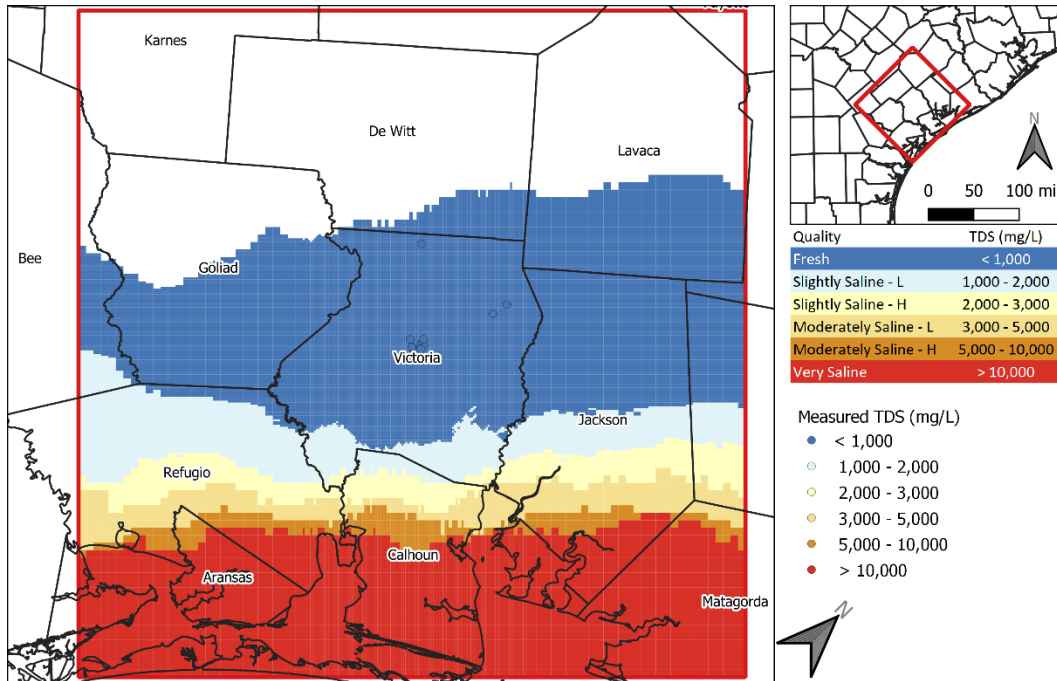 Karnes
De Witt
Lavaca
Bee
Goliad
Victoria
Jackson
Refugio
Calhoun
Aransas
Matagorda
N
0 50 100 mi
Quality TDS (mg/L)
Fresh < 1,000
Slightly Saline - L 1,000 - 2,000
Slightly Saline - H 2,000 - 3,000
Moderately Saline - L 3,000 - 5,000
Moderately Saline - H 5,000 - 10,000
Very Saline > 10,000
Measured TDS (mg/L)
< 1,000
1,000 - 2,000
2,000 - 3,000
3,000 - 5,000
5,000 - 10,000
> 10,000
N